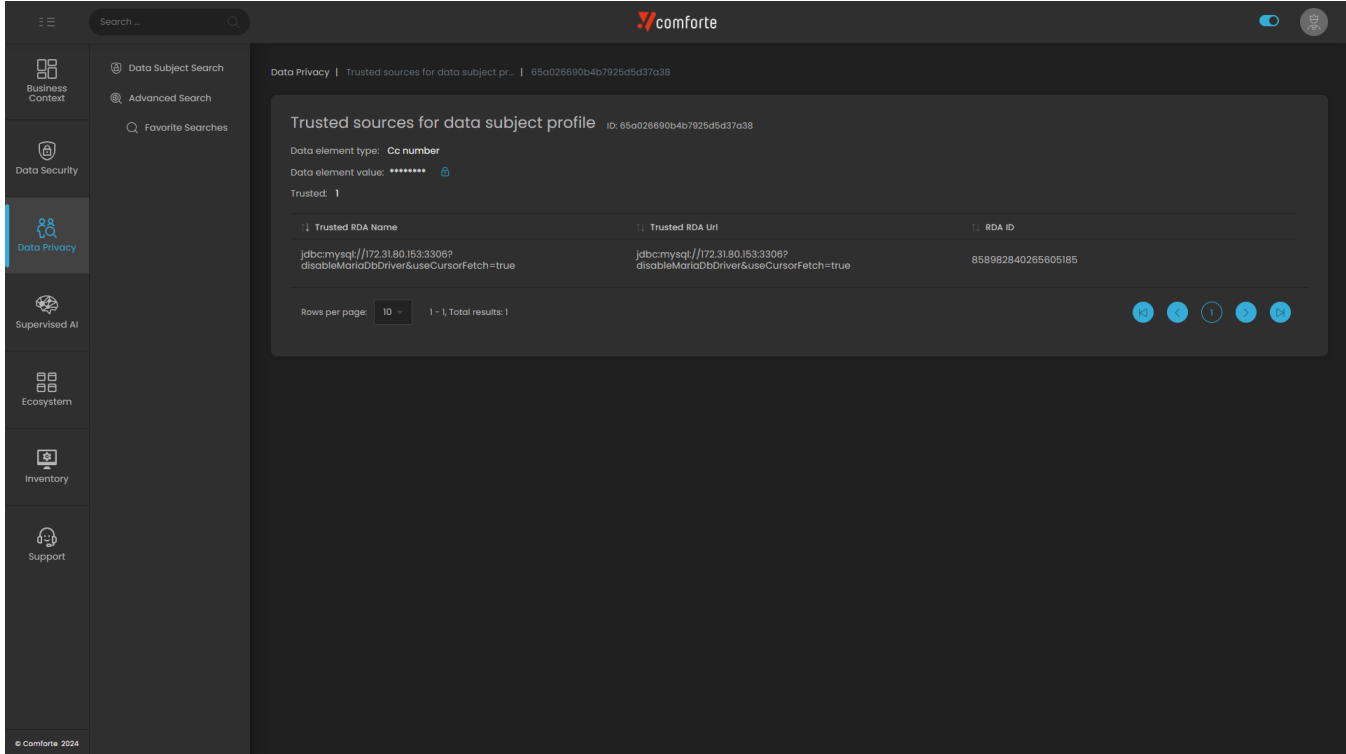 Search ...
comforte
Business
Context
Data Security
Data Privacy
Supervised AI
Ecosystem
Inventory
Support
© Comforte 2024
Data Subject Search
Advanced Search
Favorite Searches
Data Privacy | Trusted sources for data subject pr... | 65a026690b4b7925d5d37a38
Trusted sources for data subject profile ID: 65a026690b4b7925d5d37a38
Data element type: Cc number
Data element value: ********
Trusted: 1
Trusted RDA Name Trusted RDA Url RDA ID
jdbc:mysql://172.31.80.153:3306? jdbc:mysql://172.31.80.153:3306? 858982840265605185
disableMariaDbDriver&useCursorFetch=true disableMariaDbDriver&useCursorFetch=true
Rows per page: 10 1 - 1, Total results: 1 1